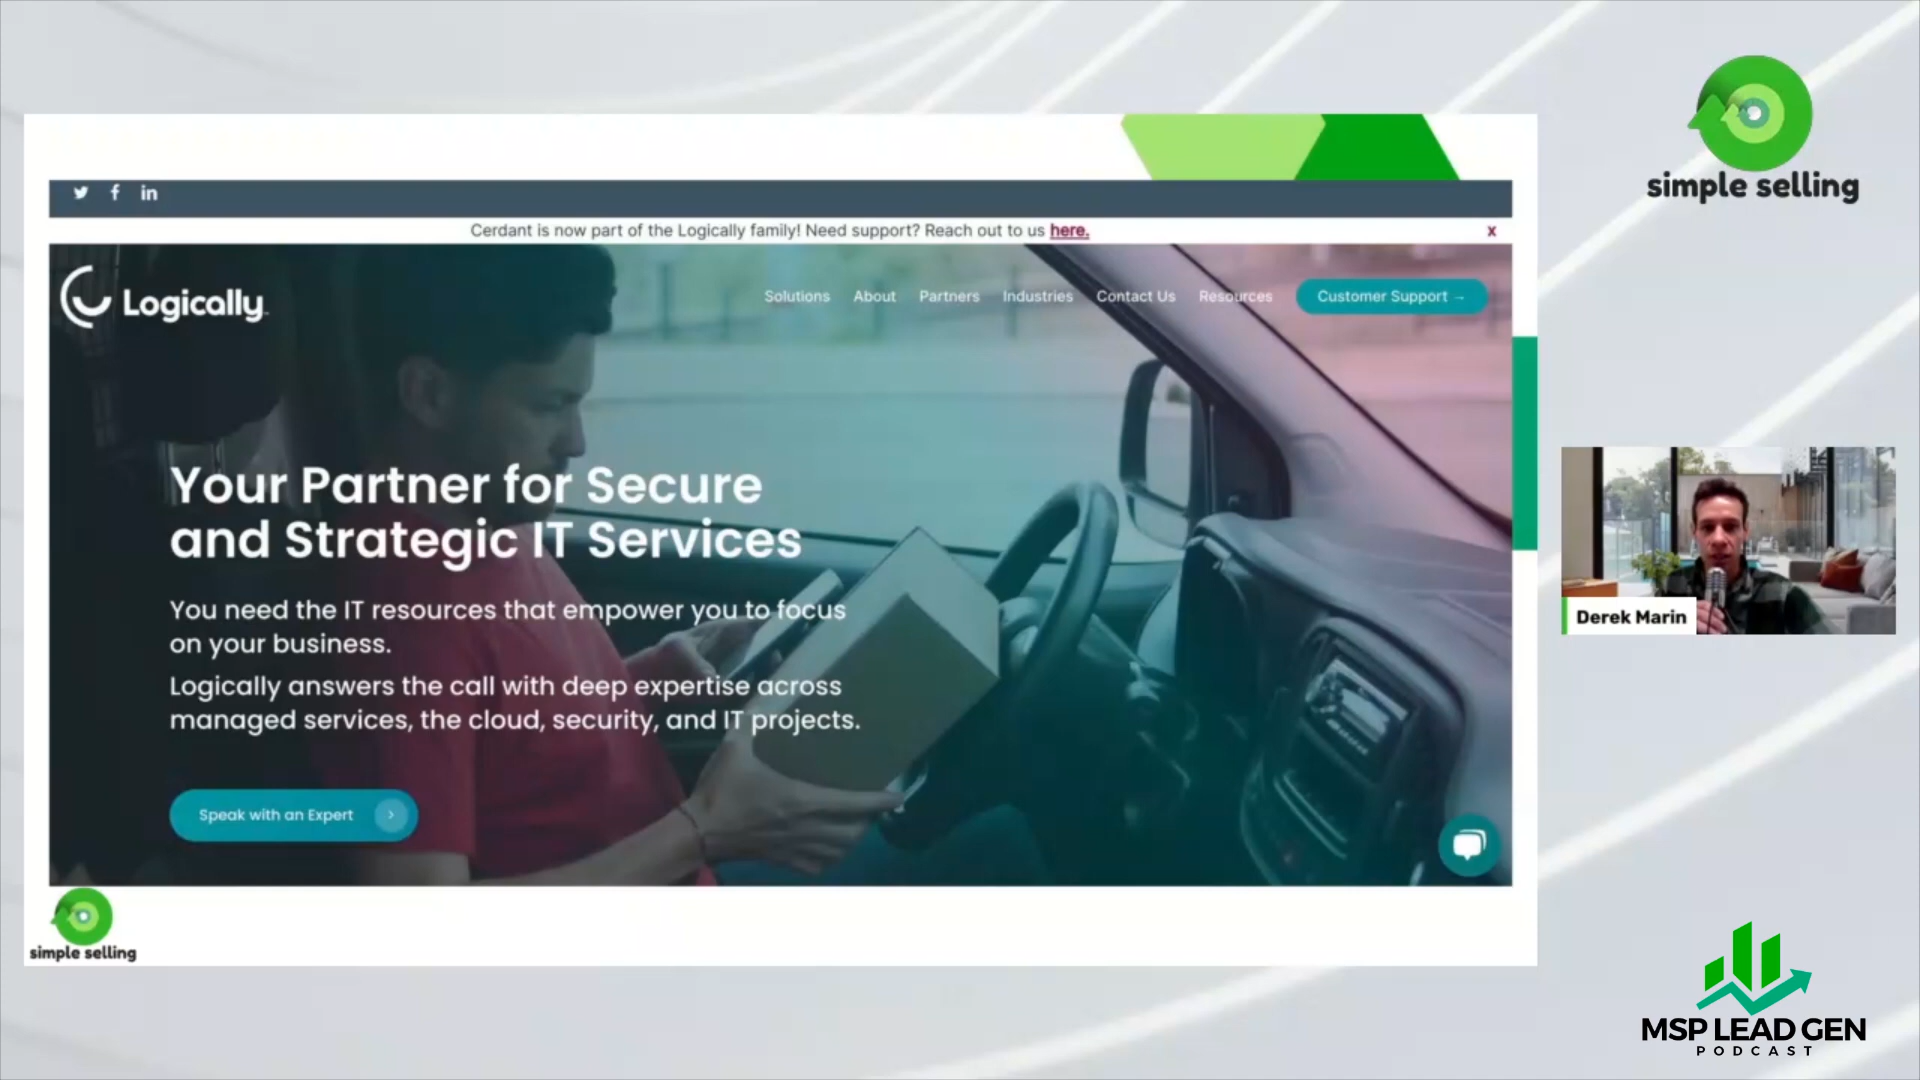 simple selling
Cerdant is now part of the Logically family! Need support? Reach out to us here.
x
Logically
Solutions
About
Partners
Industries
Contact Us
Resources
Customer Support →
Your Partner for Secure
and Strategic IT Services
You need the IT resources that empower you to focus
on your business.
Logically answers the call with deep expertise across
managed services, the cloud, security, and IT projects.
Speak with an Expert
Derek Marin
simple selling
MSP LEAD GEN
PODCAST